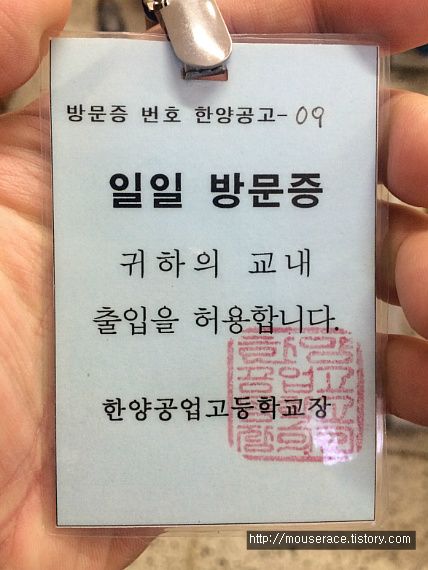 방문증 번호 한양공고-09
일일 방문증
귀하의 교내
출입을 허용합니다.
한양공업고등학교장
http://mouserace.tistory.com